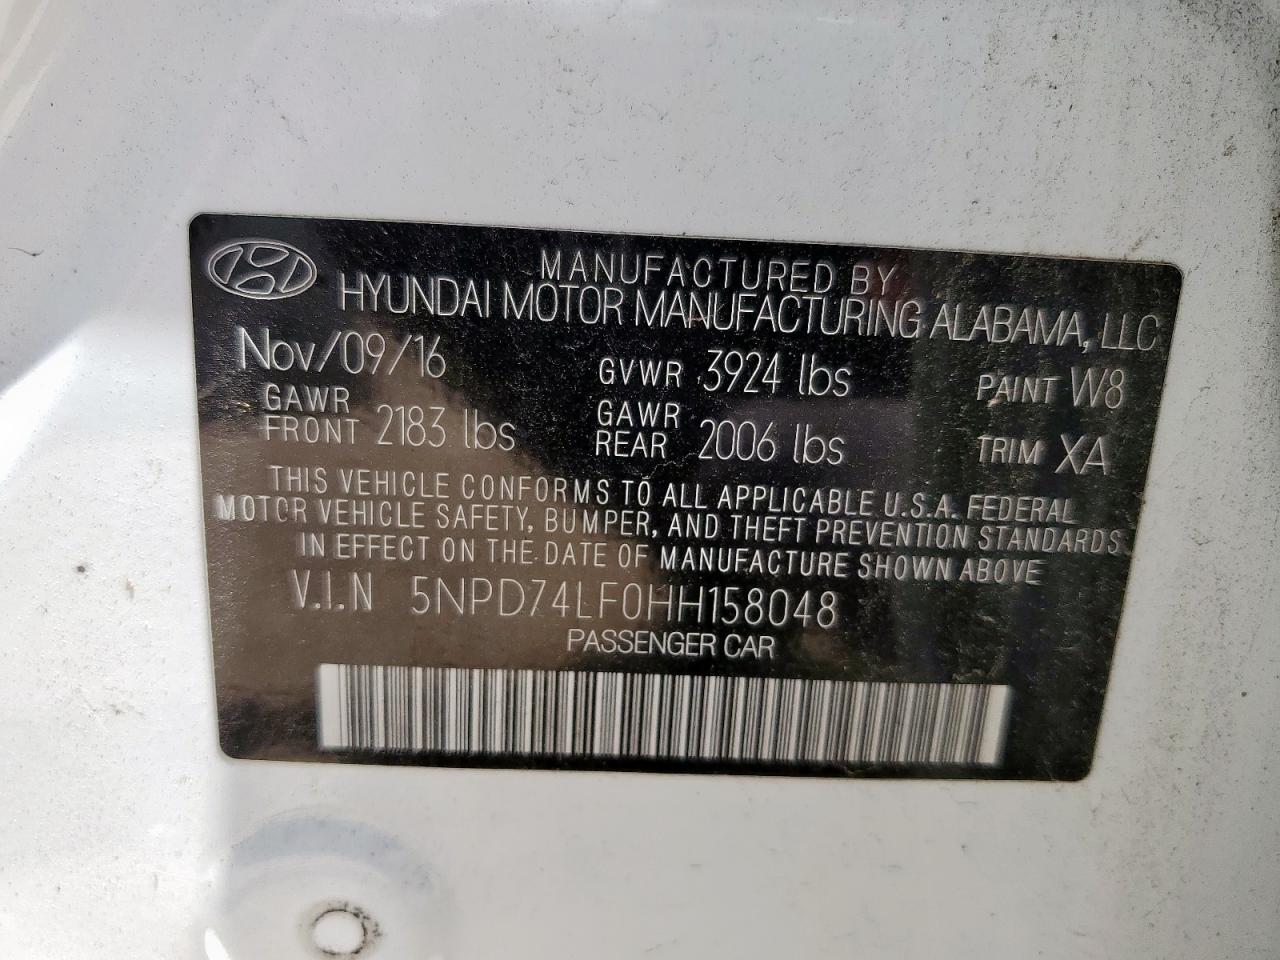 MANUFACTURED BY
HYUNDAI MOTOR MANUFACTURING ALABAMA, LLC
Nov/09/16 GVWR 3924 lbs PAINT W8
GAWR FRONT 2183 lbs GAWR REAR 2006 lbs TRIM XA
THIS VEHICLE CONFORMS TO ALL APPLICABLE U.S.A. FEDERAL
MOTOR VEHICLE SAFETY, BUMPER, AND THEFT PREVENTION STANDARDS
IN EFFECT ON THE DATE OF MANUFACTURE SHOWN ABOVE
V.I.N 5NPD74LF0HH158048
PASSENGER CAR